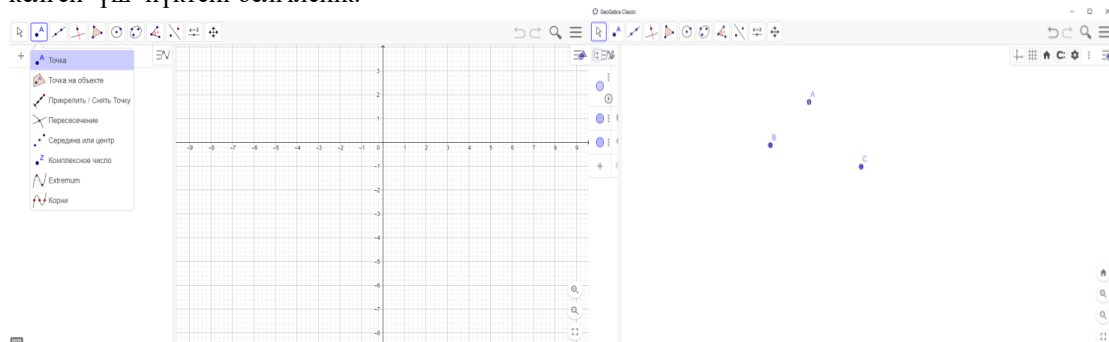 GeoGebra Classic
Точка
Точка на объекте
Прикрепить / Снять Точку
Пересечение
Середина или центр
Комплексное число
Extremum
Корни
3
2
1
0
-9 -8 -7 -6 -5 -4 -3 -2 -1 1 2 3 4 5 6 7 8 9
-1
-2
-3
-4
-5
-6
-7
-8
A
B
C